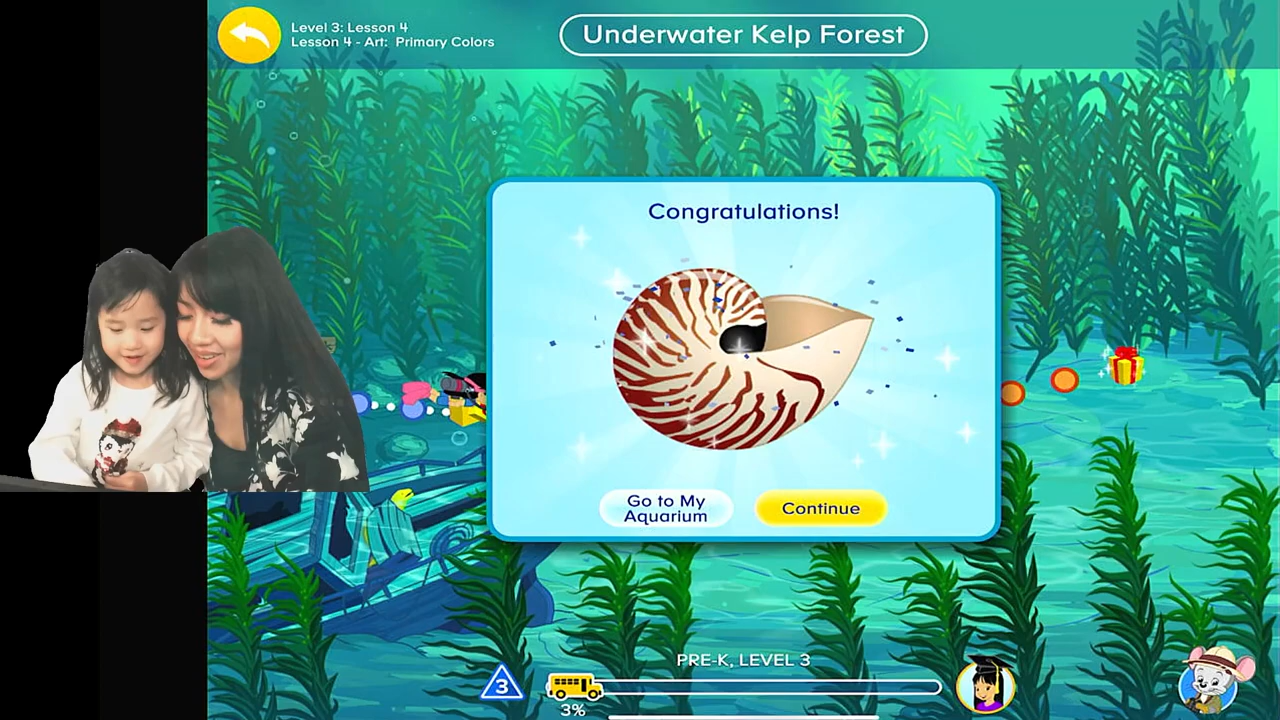 Level 3: Lesson 4
Lesson 4 - Art: Primary Colors
Underwater Kelp Forest
Congratulations!
Go to My
Aquarium
Continue
PRE-K, LEVEL 3
3
3%